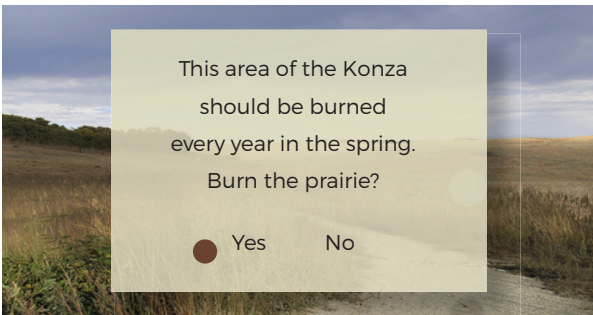 This area of the Konza
should be burned
every year in the spring.
Burn the prairie?
Yes No